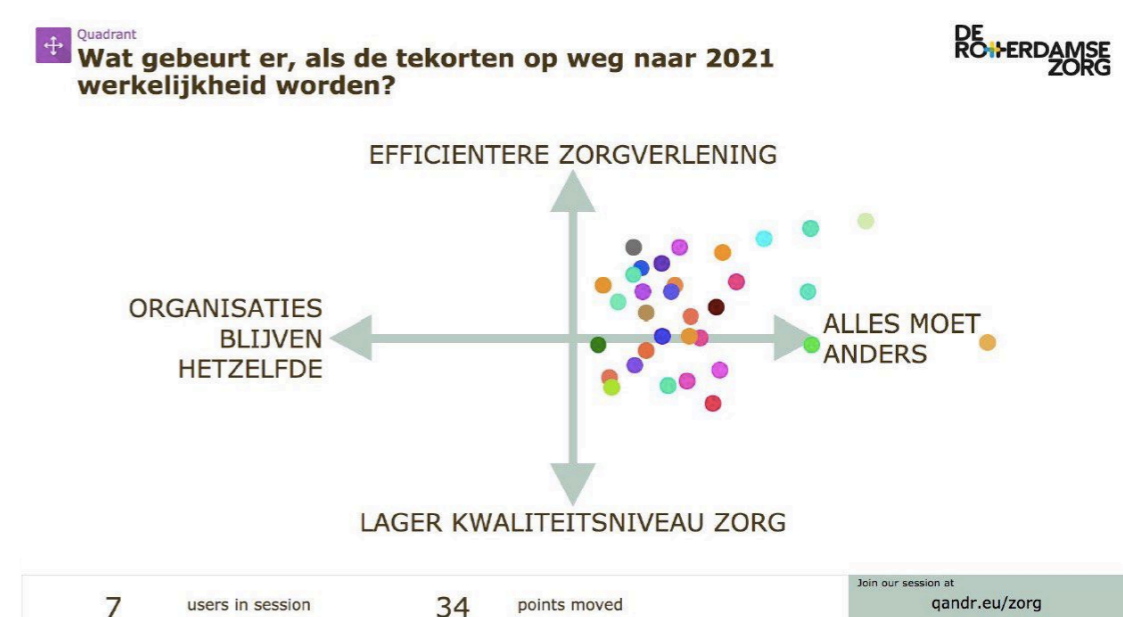 Quadrant
Wat gebeurt er, als de tekorten op weg naar 2021
werkelijkheid worden?
DE
ROTTERDAMSE
ZORG
EFFICIENTERE ZORGVERLENING
ORGANISATIES
BLIJVEN
HETZELFDE
ALLES MOET
ANDERS
LAGER KWALITEITSNIVEAU ZORG
7 users in session
34 points moved
Join our session at
qandr.eu/zorg